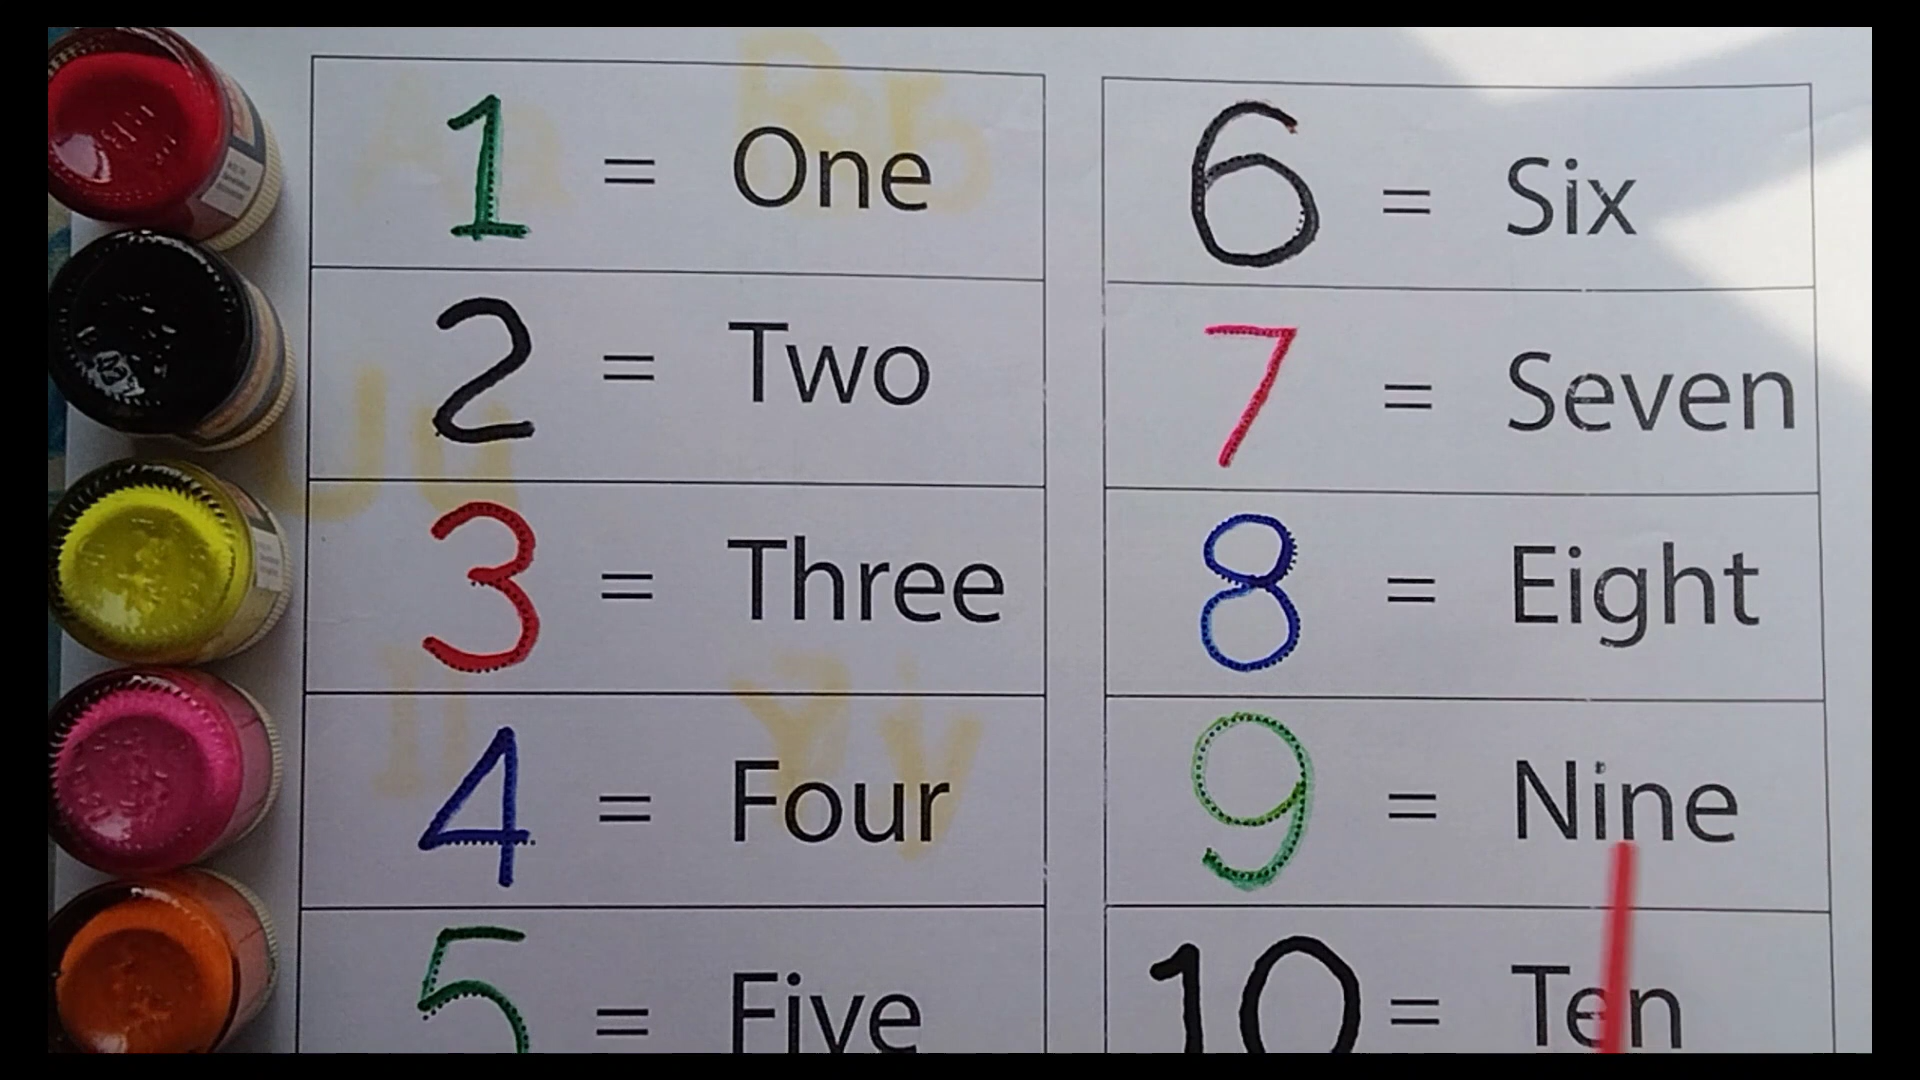 1 = One
2 = Two
3 = Three
4 = Four
5 = Five
6 = Six
7 = Seven
8 = Eight
9 = Nine
10 = Ten